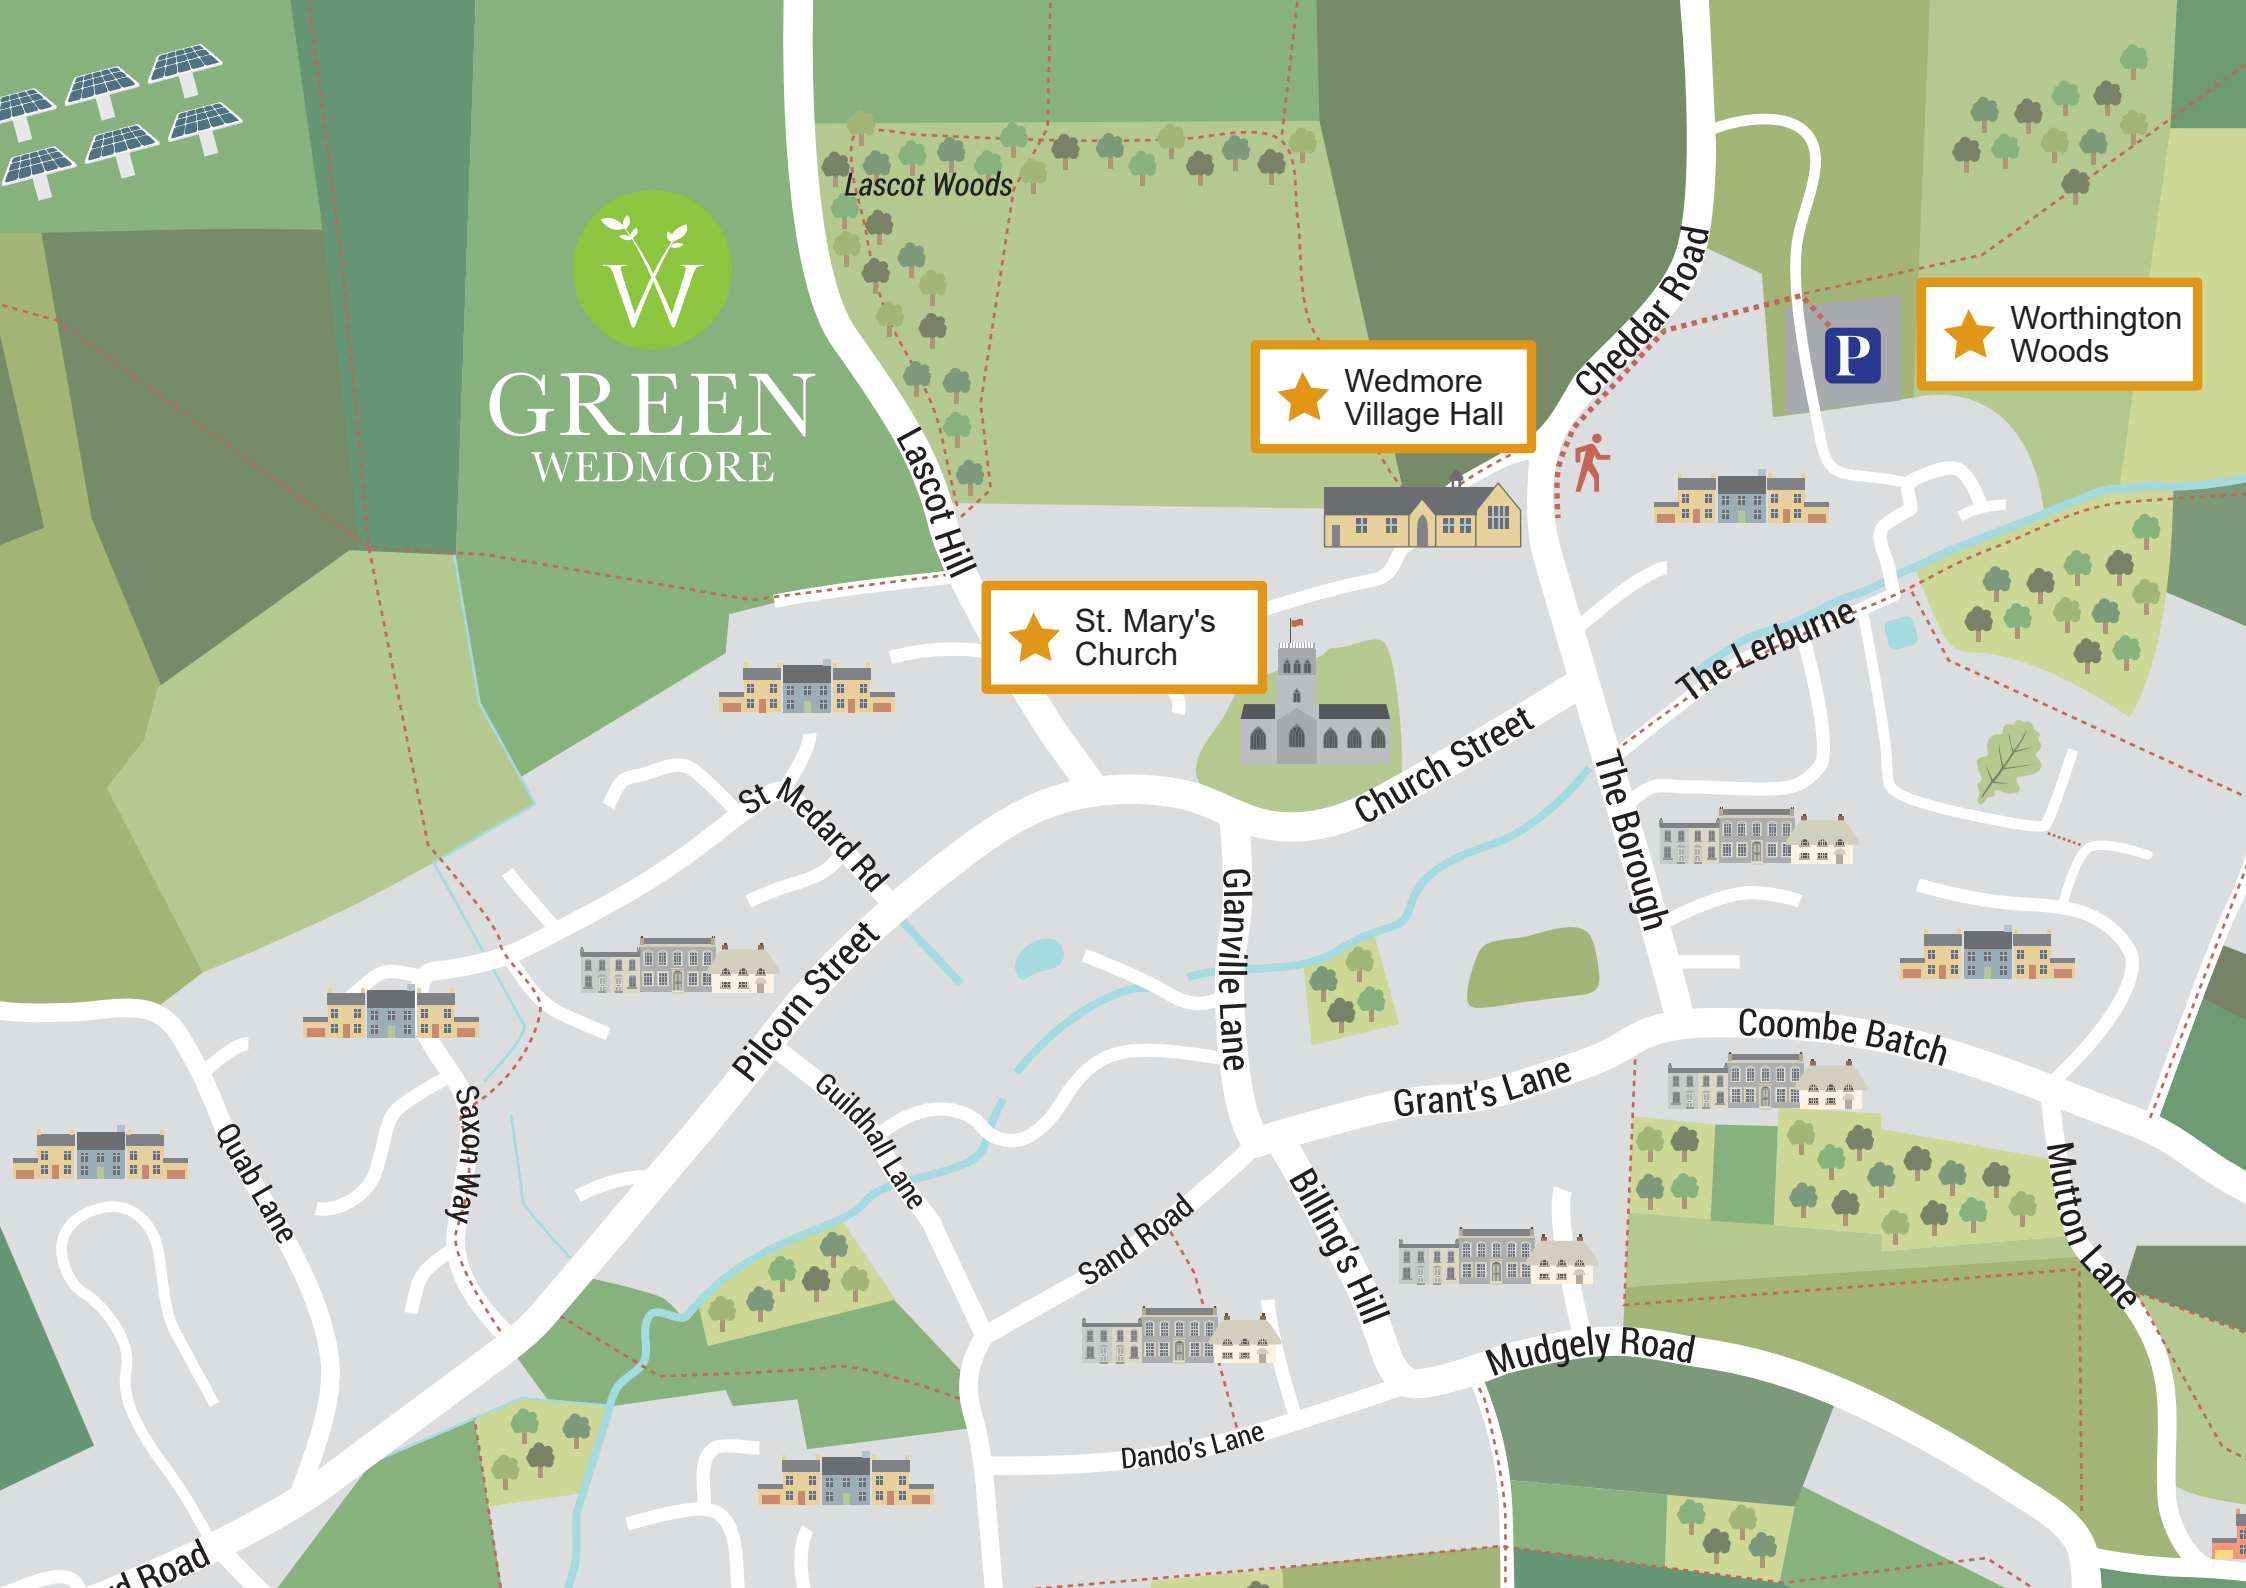 Lascot Woods
W
GREEN
WEDMORE
Cheddar Road
P
Worthington
Woods
Wedmore
Village Hall
Lascot Hill
St. Mary's
Church
The Lerburne
Church Street
The Borough
St Medard Rd
Glanville Lane
Pilcorn Street
Coombe Batch
Grant's Lane
Guildhall Lane
Saxon Way
Quab Lane
Sand Road
Billing's Hill
Mutton Lane
Mudgely Road
Dando's Lane
rd Road